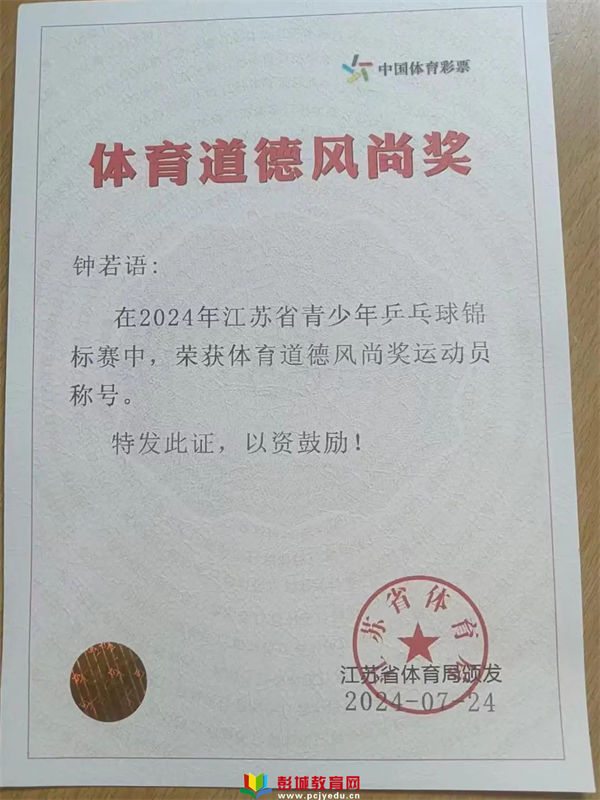 中国体育彩票
体育道德风尚奖
钟若语:
在2024年江苏省青少年乒乓球锦
标赛中，荣获体育道德风尚奖运动员
称号。
特发此证，以资鼓励！
江苏省体育局
江苏省体育局颁发
2024-07-24
彭城教育网
www.pcjyedu.cn